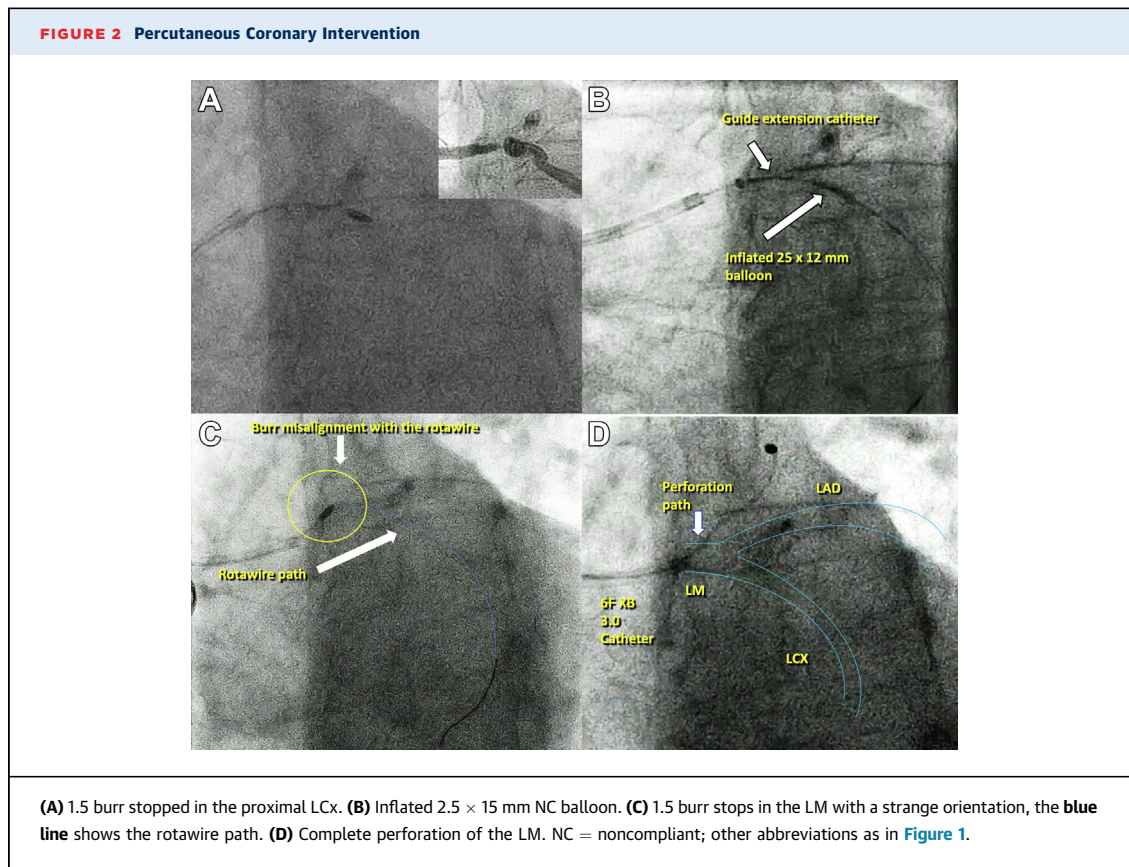 FIGURE 2 Percutaneous Coronary Intervention
A
B
Guide extension catheter
Inflated 25 x 12 mm
balloon
C
Burr misalignment with the rotawire
Rotawire path
D
Perforation
path
LAD
LM
6F XB
3.0
Catheter
LCX
(A) 1.5 burr stopped in the proximal LCx. (B) Inflated 2.5 × 15 mm NC balloon. (C) 1.5 burr stops in the LM with a strange orientation, the blue
line shows the rotawire path. (D) Complete perforation of the LM. NC = noncompliant; other abbreviations as in Figure 1.